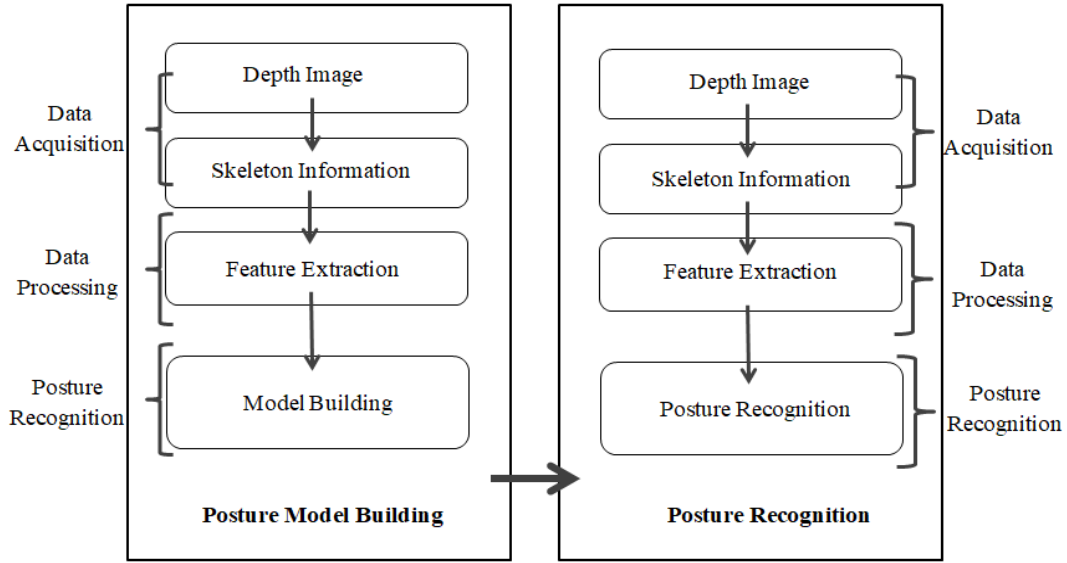 Depth Image
Data
Acquisition
Skeleton Information
Data
Processing
Feature Extraction
Posture
Recognition
Model Building
Posture Model Building
Depth Image
Data
Acquisition
Skeleton Information
Feature Extraction
Data
Processing
Posture Recognition
Posture
Recognition
Posture Recognition